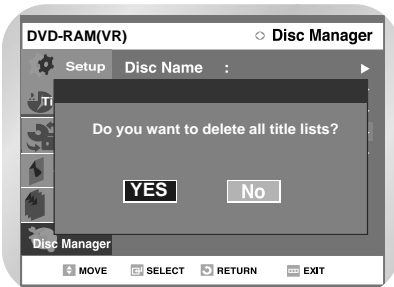 DVD-RAM(VR) Disc Manager
Setup Disc Name :
Do you want to delete all title lists?
YES No
Disc Manager
MOVE SELECT RETURN EXIT